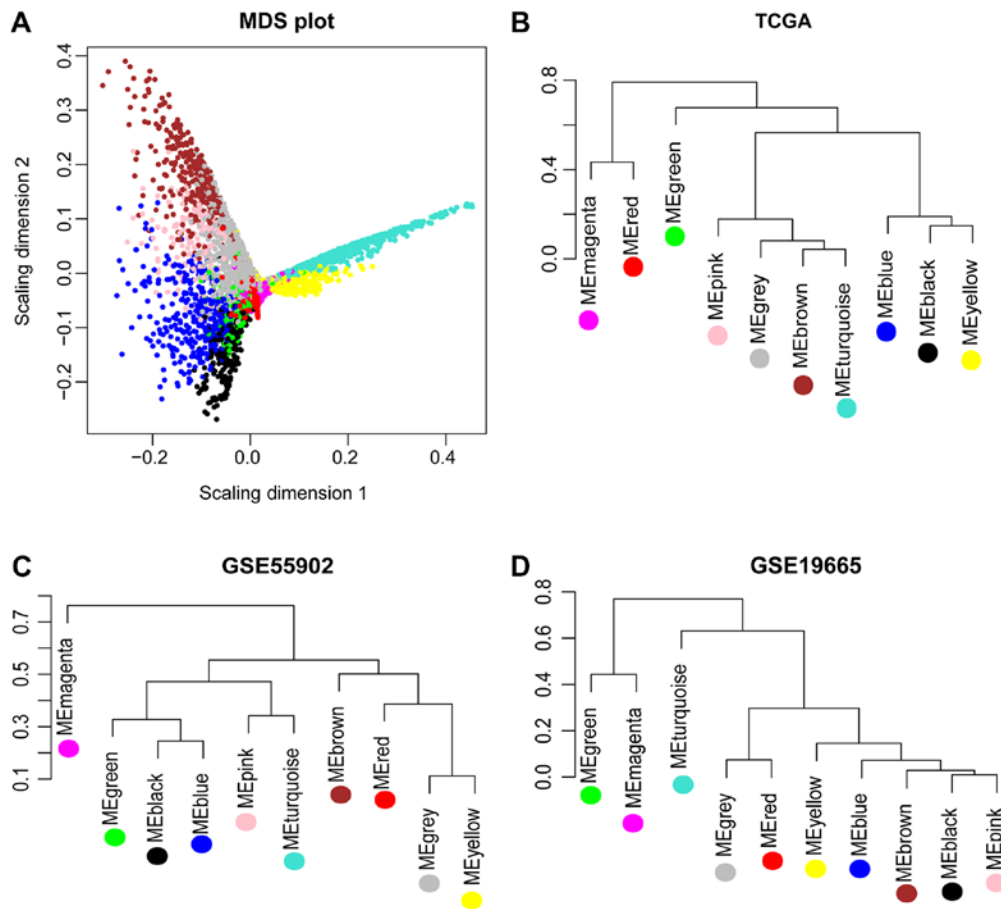 A
MDS plot
Scaling dimension 2
0.4
0.3
0.2
0.1
0.0
−0.1
−0.2
−0.2
0.0
0.2
0.4
Scaling dimension 1
B
TCGA
0.8
0.4
0.0
MEmagenta
MEred
MEgreen
MEpink
MEgrey
MEbrown
MEturquoise
MEblue
MEblack
MEyellow
C
GSE55902
0.7
0.5
0.3
0.1
MEmagenta
MEgreen
MEblack
MEblue
MEpink
MEturquoise
MEbrown
MEred
MEgrey
MEyellow
D
GSE19665
0.8
0.6
0.4
0.2
0.0
MEgreen
MEmagenta
MEturquoise
MEgrey
MEred
MEyellow
MEblue
MEbrown
MEblack
MEpink